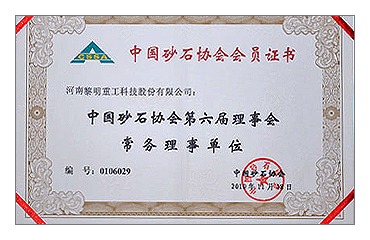 中国砂石协会会员证书
河南黎明重工科技股份有限公司:
中国砂石协会第六届理事会
常务理事单位
编 号: 0106029
中国砂石协会